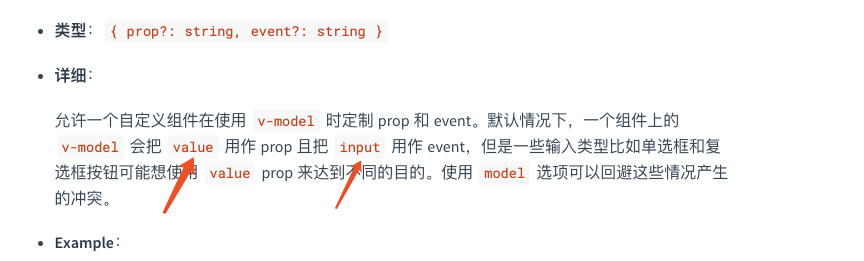 类型：{ prop?: string, event?: string }
详细：
允许一个自定义组件在使用 v-model 时定制 prop 和 event。默认情况下，一个组件上的
v-model 会把 value 用作 prop 且把 input 用作 event，但是一些输入类型比如单选框和复
选框按钮可能想使用 value prop 来达到不同的目的。使用 model 选项可以回避这些情况产生
的冲突。
Example：